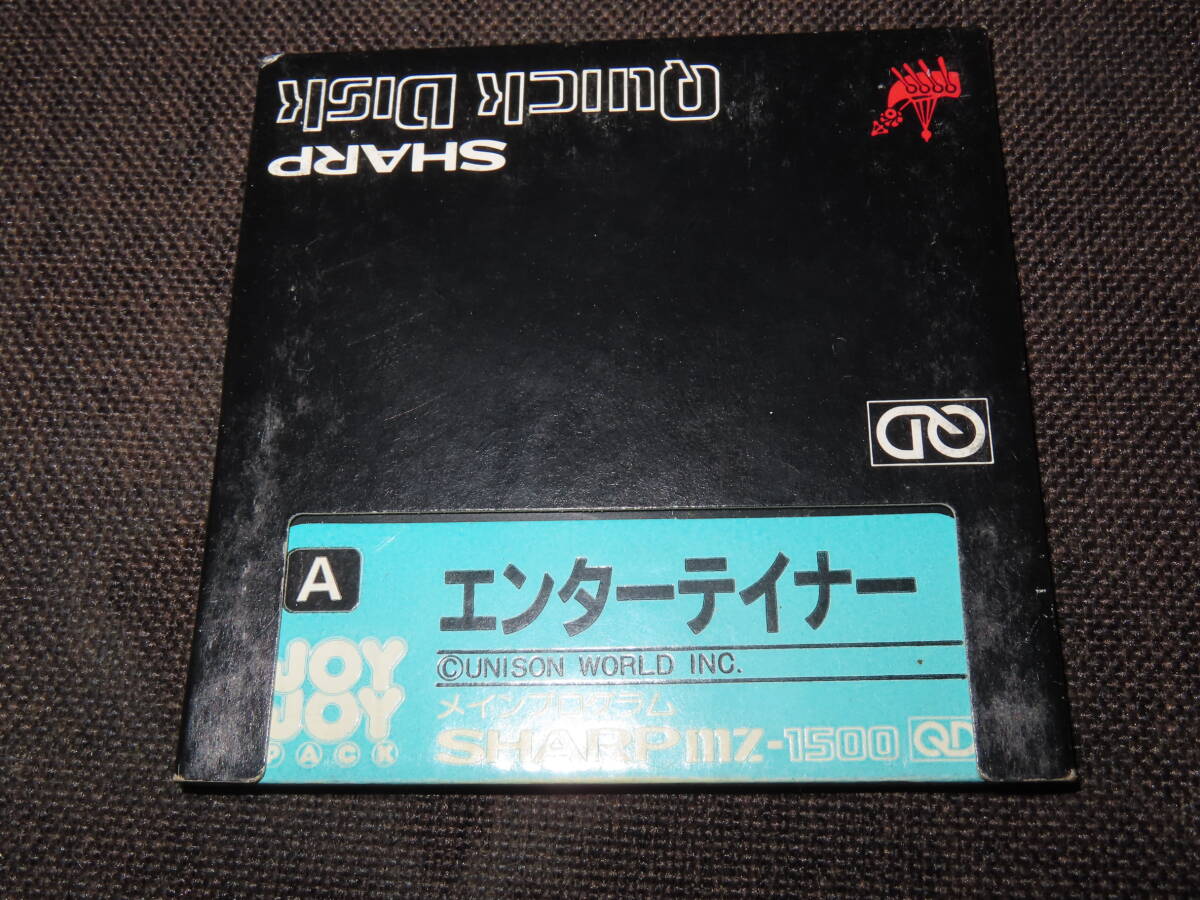 Quick Disk
SHARP
QD
A
エンターテイナー
©UNISON WORLD INC.
JOY
JOY
PACK
メインプログラム
SHARP MZ-1500 QD